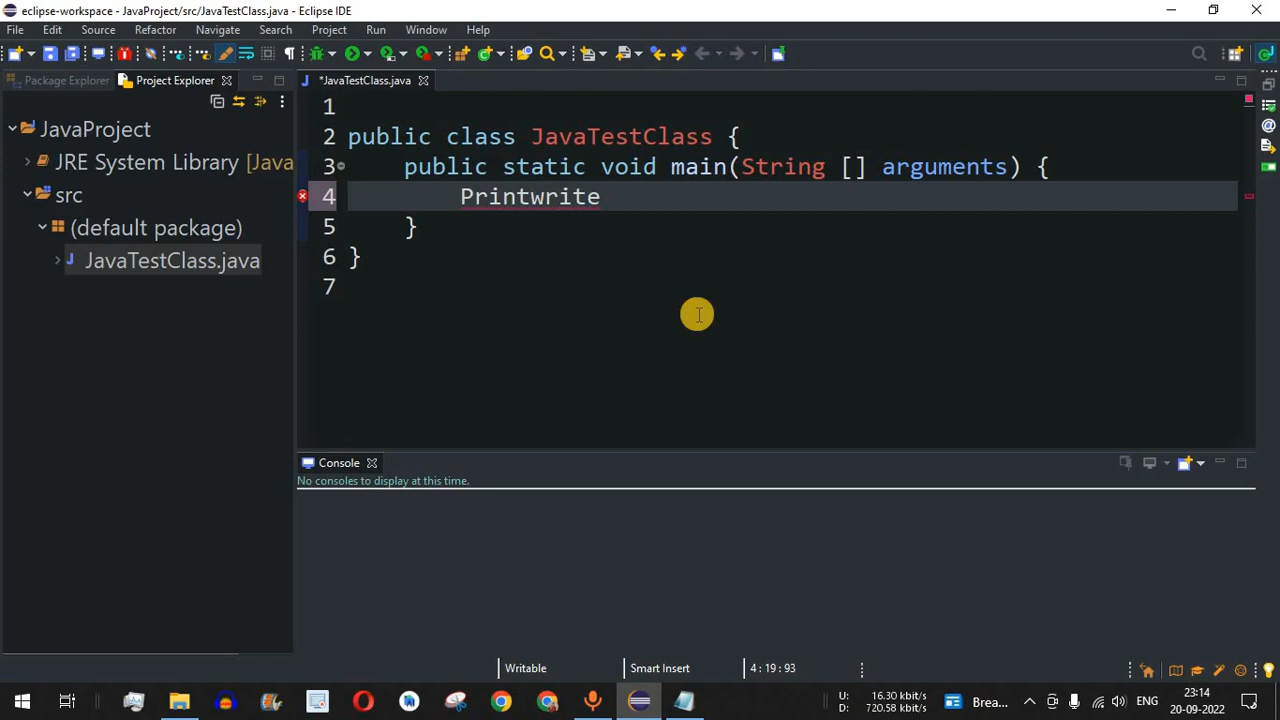 eclipse-workspace - JavaProject/src/JavaTestClass.java - Eclipse IDE
File Edit Source Refactor Navigate Search Project Run Window Help
Package Explorer Project Explorer
*JavaTestClass.java
JavaProject
JRE System Library [Java
src
(default package)
JavaTestClass.java
1
2 public class JavaTestClass {
3 public static void main(String [] arguments) {
4 Printwrite
5 }
6 }
7
Console
No consoles to display at this time.
Writable Smart Insert 4 : 19 : 93
U: 16.30 kbit/s
D: 720.58 kbit/s
Brea...
ENG
23:14
20-09-2022